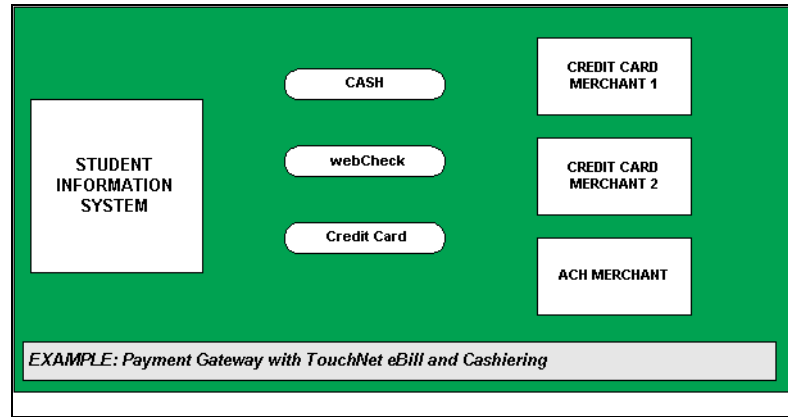 STUDENT
INFORMATION
SYSTEM
CASH
webCheck
Credit Card
CREDIT CARD
MERCHANT 1
CREDIT CARD
MERCHANT 2
ACH MERCHANT
EXAMPLE: Payment Gateway with TouchNet eBill and Cashiering